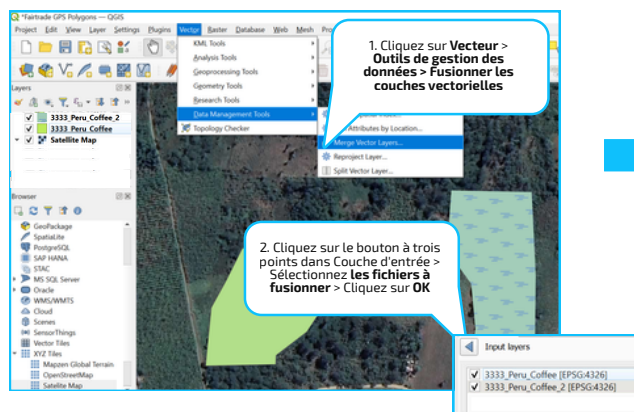 *Fairtrade GPS Polygons — QGIS
Project Edit View Layer Settings Plugins Vector Raster Database Web Mesh
KML Tools
Analysis Tools
Geoprocessing Tools
Geometry Tools
Research Tools
Data Management Tools
Topology Checker
1. Cliquez sur Vecteur >
Outils de gestion des
données > Fusionner les
couches vectorielles
Attributes by Location...
Merge Vector Layers...
Reproject Layer...
Split Vector Layer...
Layers
3333_Peru_Coffee_2
3333 Peru Coffee
Satellite Map
Browser
GeoPackage
SpatiaLite
PostgreSQL
SAP HANA
STAC
MS SQL Server
Oracle
WMS/WMTS
Cloud
Scenes
SensorThings
Vector Tiles
XYZ Tiles
Mapzen Global Terrain
OpenStreetMap
Satelite Map
2. Cliquez sur le bouton à trois
points dans Couche d'entrée >
Sélectionnez les fichiers à
fusionner > Cliquez sur OK
Input layers
3333_Peru_Coffee [EPSG:4326]
3333_Peru_Coffee_2 [EPSG:4326]